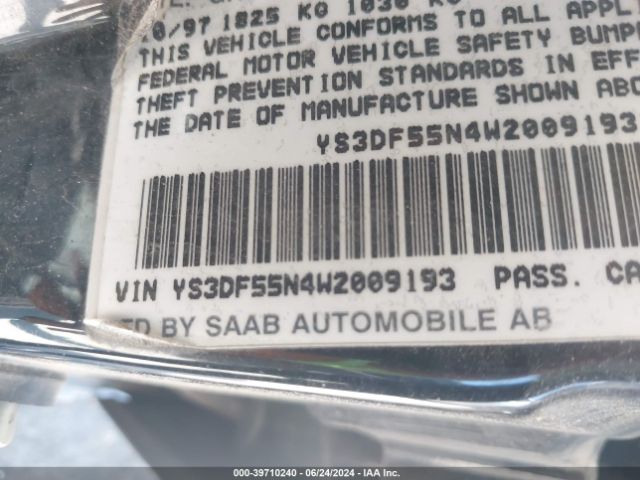 10/97 1825 KG 1030 KG
THIS VEHICLE CONFORMS TO ALL APPL
FEDERAL MOTOR VEHICLE SAFETY BUMP
THEFT PREVENTION STANDARDS IN EFF
THE DATE OF MANUFACTURE SHOWN ABO
YS3DF55N4W2009193
VIN YS3DF55N4W2009193 PASS. CA
ED BY SAAB AUTOMOBILE AB
000-39710240 - 06/24/2024 - IAA Inc.